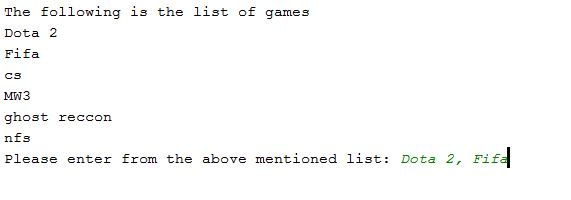 The following is the list of games
Dota 2
Fifa
cs
MW3
ghost reccon
nfs
Please enter from the above mentioned list: Dota 2, Fifa